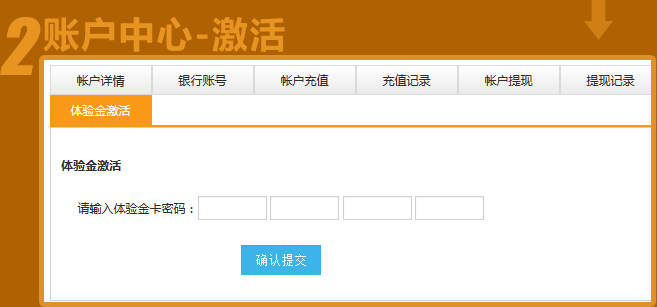 2 账户中心-激活
帐户详情 银行账号 帐户充值 充值记录 帐户提现 提现记录
体验金激活
体验金激活
请输入体验金卡密码：
确认提交